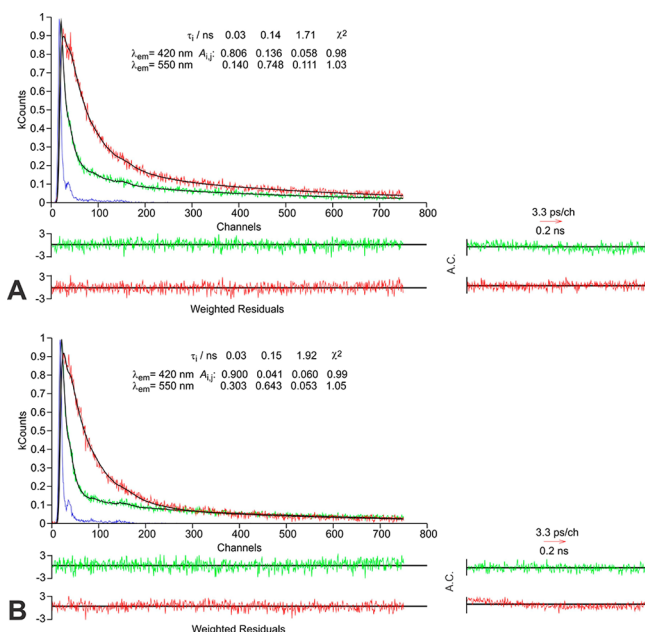 τi / ns 0.03 0.14 1.71 χ2
λem= 420 nm Ai,j: 0.806 0.136 0.058 0.98
λem= 550 nm 0.140 0.748 0.111 1.03
kCounts
1
0.9
0.8
0.7
0.6
0.5
0.4
0.3
0.2
0.1
0
0 100 200 300 400 500 600 700 800
Channels
3
-3
3
-3
Weighted Residuals
A
A.C.
3.3 ps/ch
0.2 ns
τi / ns 0.03 0.15 1.92 χ2
λem= 420 nm Ai,j: 0.900 0.041 0.060 0.99
λem= 550 nm 0.303 0.643 0.053 1.05
kCounts
1
0.9
0.8
0.7
0.6
0.5
0.4
0.3
0.2
0.1
0
0 100 200 300 400 500 600 700 800
Channels
3
-3
3
-3
Weighted Residuals
B
A.C.
3.3 ps/ch
0.2 ns